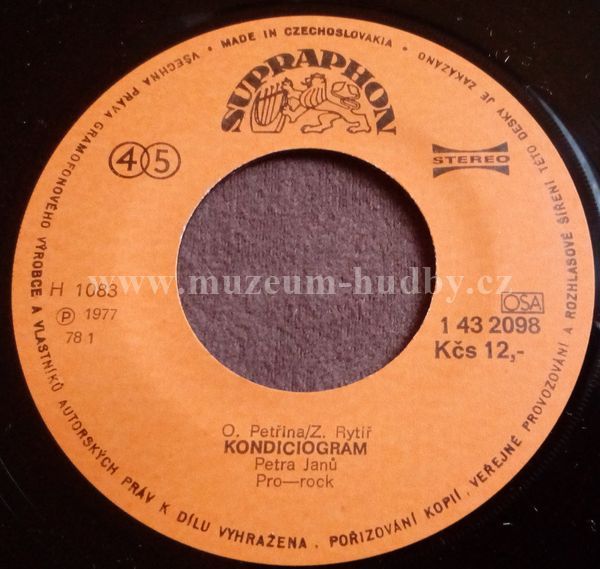 VŠECHNA PRÁVA GRAMOFONOVÉHO VÝROBCE A VLASTNÍKŮ AUTORSKÝCH PRÁV K DÍLU VYHRAŽENA . POŘIZOVÁNÍ KOPIÍ, VEŘEJNÉ PROVOZOVÁNÍ A ROZHLASOVÉ ŠÍŘENÍ TÉTO DESKY JE ZAKÁZÁNO
• MADE IN CZECHOSLOVAKIA •
SUPRAPHON
45
STEREO
www.muzeum-hudby.cz
H 1083
OSA
Ⓟ 1977
1 43 2098
78 1
Kčs 12,-
O. Petřina/Z. Rytíř
KONDICIOGRAM
Petra Janů
Pro—rock